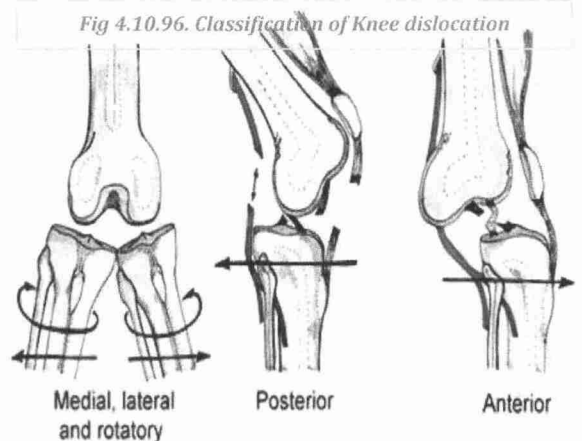 Fig 4.10.96. Classification of Knee dislocation
Medial, lateral
and rotatory
Posterior
Anterior